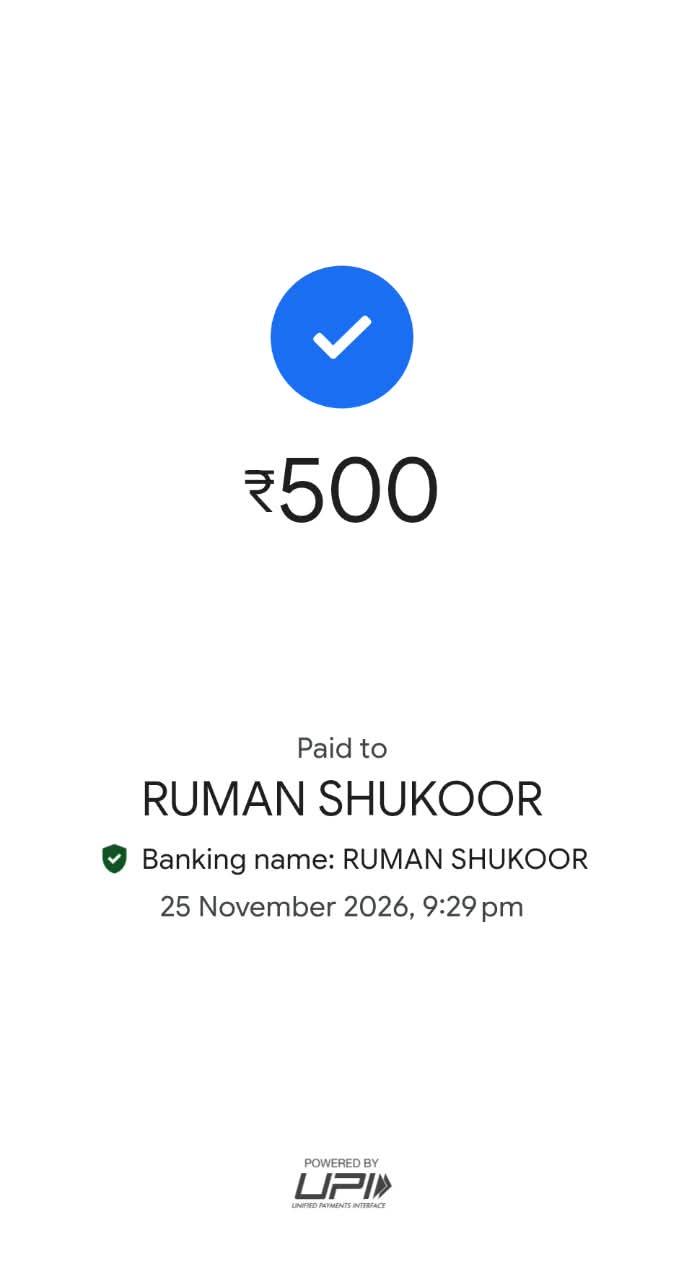 ₹500
Paid to
RUMAN SHUKOOR
Banking name: RUMAN SHUKOOR
25 November 2026, 9:29 pm
POWERED BY
UPI
UNIFIED PAYMENTS INTERFACE